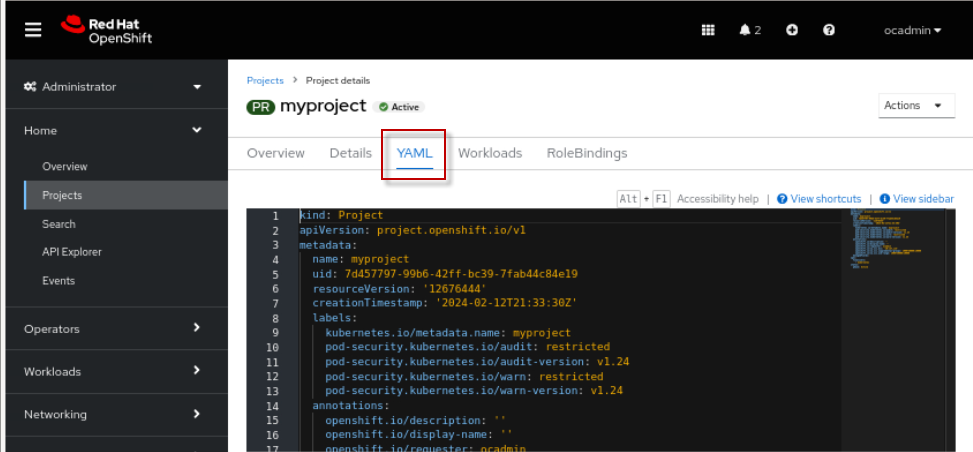 Red Hat
OpenShift
2
ocadmin
Administrator
Home
Overview
Projects
Search
API Explorer
Events
Operators
Workloads
Networking
Projects > Project details
PR myproject Active
Actions
Overview Details YAML Workloads RoleBindings
Alt + F1 Accessibility help | View shortcuts | View sidebar
1 kind: Project
2 apiVersion: project.openshift.io/v1
3 metadata:
4 name: myproject
5 uid: 7d457797-99b6-42ff-bc39-7fab44c84e19
6 resourceVersion: '12676444'
7 creationTimestamp: '2024-02-12T21:33:30Z'
8 labels:
9 kubernetes.io/metadata.name: myproject
10 pod-security.kubernetes.io/audit: restricted
11 pod-security.kubernetes.io/audit-version: v1.24
12 pod-security.kubernetes.io/warn: restricted
13 pod-security.kubernetes.io/warn-version: v1.24
14 annotations:
15 openshift.io/description: ''
16 openshift.io/display-name: ''
17 openshift.io/requester: ocadmin